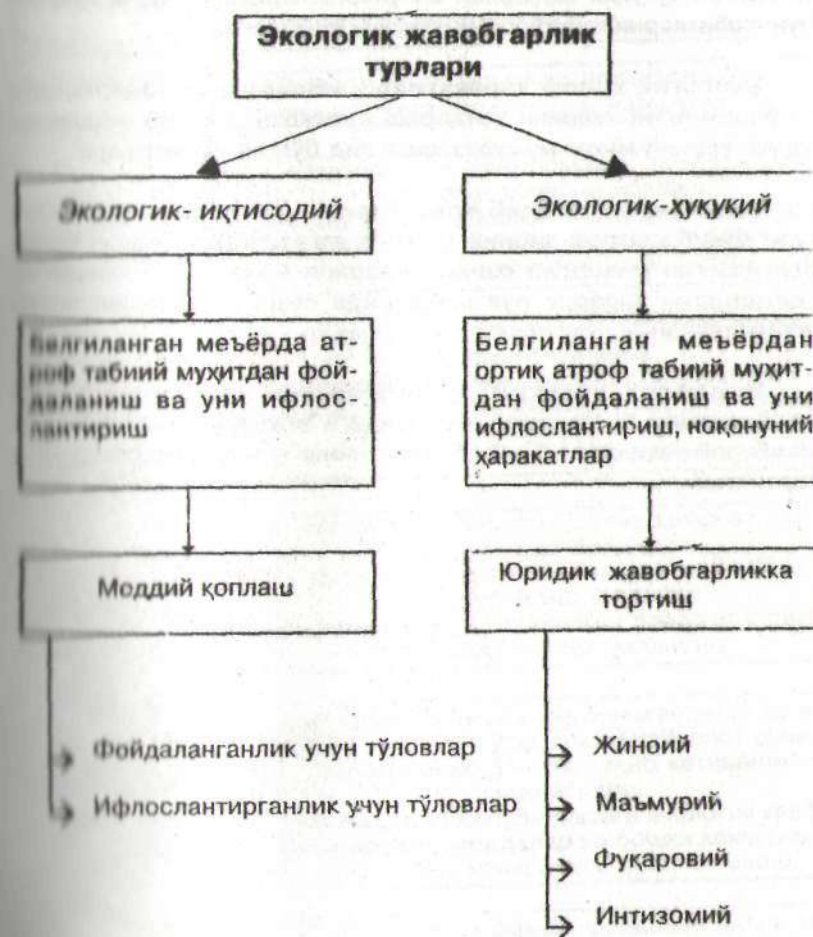 Экологик жавобгарлик
турлари
Экологик- иқтисодий
Экологик-ҳуқуқий
Белгиланган меъёрда ат-
роф табиий муҳитдан фой-
даланиш ва уни ифлос-
лантириш
Белгиланган меъёрдан
ортиқ атроф табиий муҳит-
дан фойдаланиш ва уни
ифлослантириш, ноқонуний
ҳаракатлар
Моддий қоплаш
Юридик жавобгарликка
тортиш
Фойдаланганлик учун тўловлар
Ифлослантирганлик учун тўловлар
Жиноий
Маъмурий
Фуқаровий
Интизомий